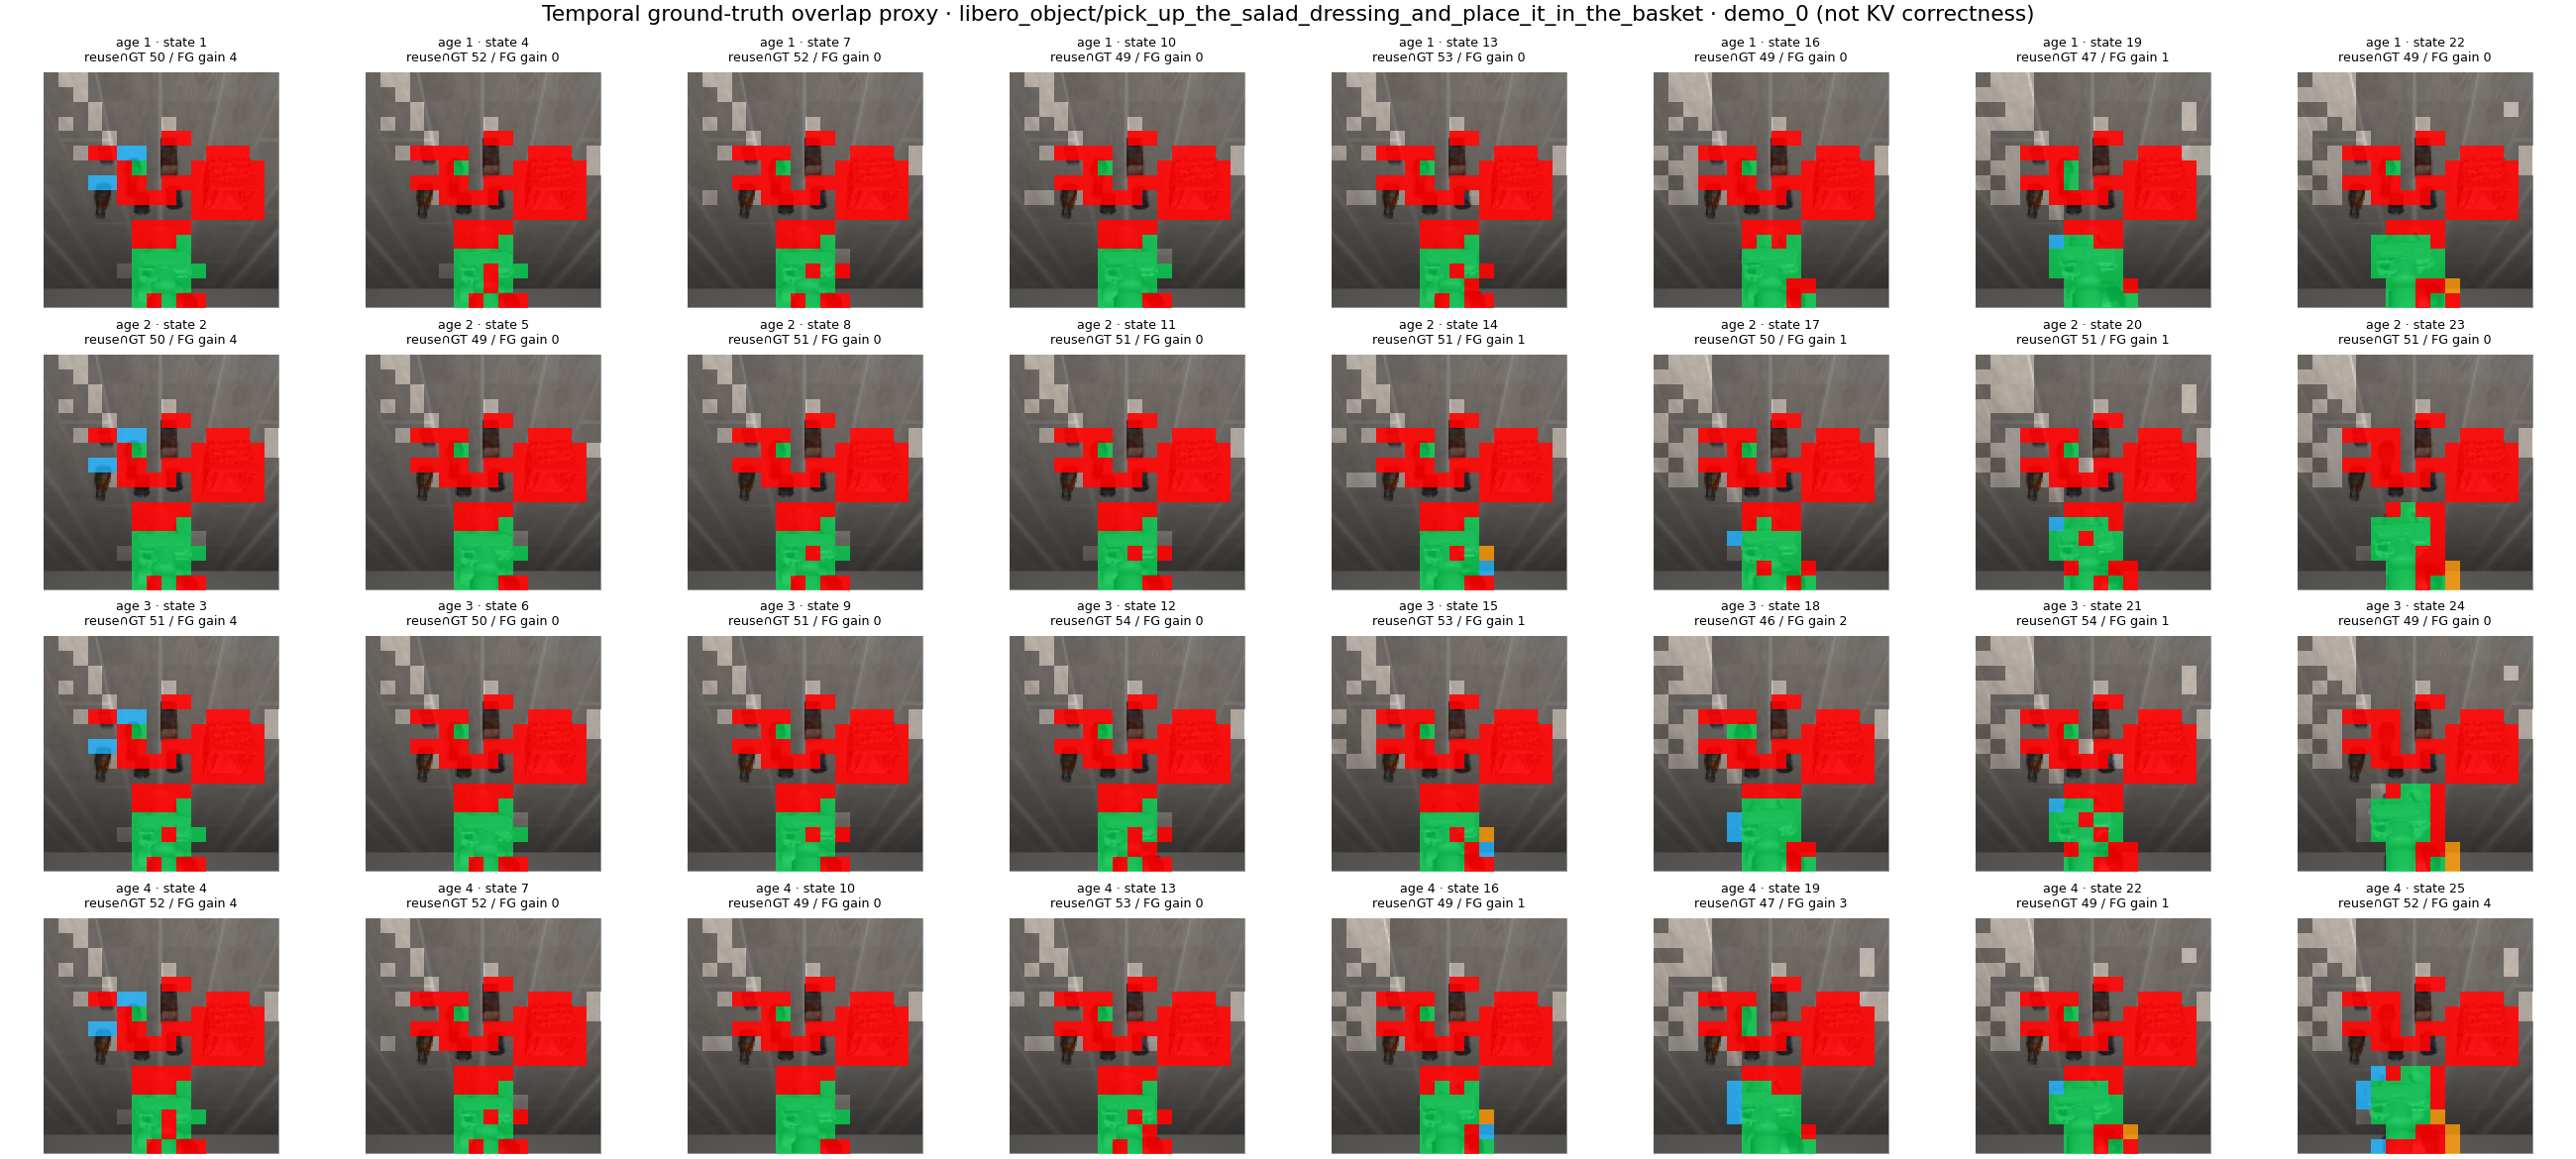 Temporal ground-truth overlap proxy · libero_object/pick_up_the_salad_dressing_and_place_it_in_the_basket · demo_0 (not KV correctness)
age 1 · state 1
reuse∩GT 50 / FG gain 4
age 1 · state 4
reuse∩GT 52 / FG gain 0
age 1 · state 7
reuse∩GT 52 / FG gain 0
age 1 · state 10
reuse∩GT 49 / FG gain 0
age 1 · state 13
reuse∩GT 53 / FG gain 0
age 1 · state 16
reuse∩GT 49 / FG gain 0
age 1 · state 19
reuse∩GT 47 / FG gain 1
age 1 · state 22
reuse∩GT 49 / FG gain 0
age 2 · state 2
reuse∩GT 50 / FG gain 4
age 2 · state 5
reuse∩GT 49 / FG gain 0
age 2 · state 8
reuse∩GT 51 / FG gain 0
age 2 · state 11
reuse∩GT 51 / FG gain 0
age 2 · state 14
reuse∩GT 51 / FG gain 1
age 2 · state 17
reuse∩GT 50 / FG gain 1
age 2 · state 20
reuse∩GT 51 / FG gain 1
age 2 · state 23
reuse∩GT 51 / FG gain 0
age 3 · state 3
reuse∩GT 51 / FG gain 4
age 3 · state 6
reuse∩GT 50 / FG gain 0
age 3 · state 9
reuse∩GT 51 / FG gain 0
age 3 · state 12
reuse∩GT 54 / FG gain 0
age 3 · state 15
reuse∩GT 53 / FG gain 1
age 3 · state 18
reuse∩GT 46 / FG gain 2
age 3 · state 21
reuse∩GT 54 / FG gain 1
age 3 · state 24
reuse∩GT 49 / FG gain 0
age 4 · state 4
reuse∩GT 52 / FG gain 4
age 4 · state 7
reuse∩GT 52 / FG gain 0
age 4 · state 10
reuse∩GT 49 / FG gain 0
age 4 · state 13
reuse∩GT 53 / FG gain 0
age 4 · state 16
reuse∩GT 49 / FG gain 1
age 4 · state 19
reuse∩GT 47 / FG gain 3
age 4 · state 22
reuse∩GT 49 / FG gain 1
age 4 · state 25
reuse∩GT 52 / FG gain 4